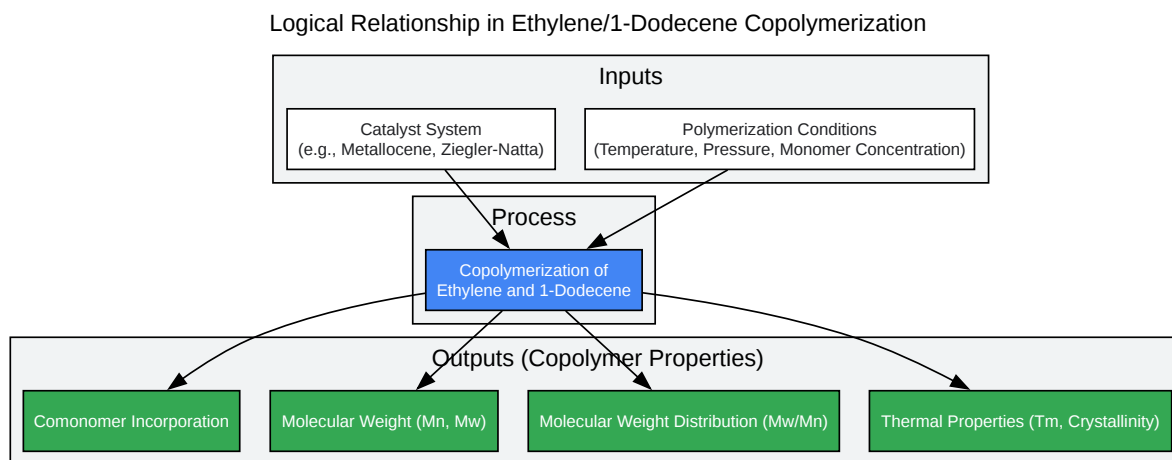 Logical Relationship in Ethylene/1-Dodecene Copolymerization
Inputs
Catalyst System
(e.g., Metallocene, Ziegler-Natta)
Polymerization Conditions
(Temperature, Pressure, Monomer Concentration)
Process
Copolymerization of
Ethylene and 1-Dodecene
Outputs (Copolymer Properties)
Comonomer Incorporation
Molecular Weight (Mn, Mw)
Molecular Weight Distribution (Mw/Mn)
Thermal Properties (Tm, Crystallinity)